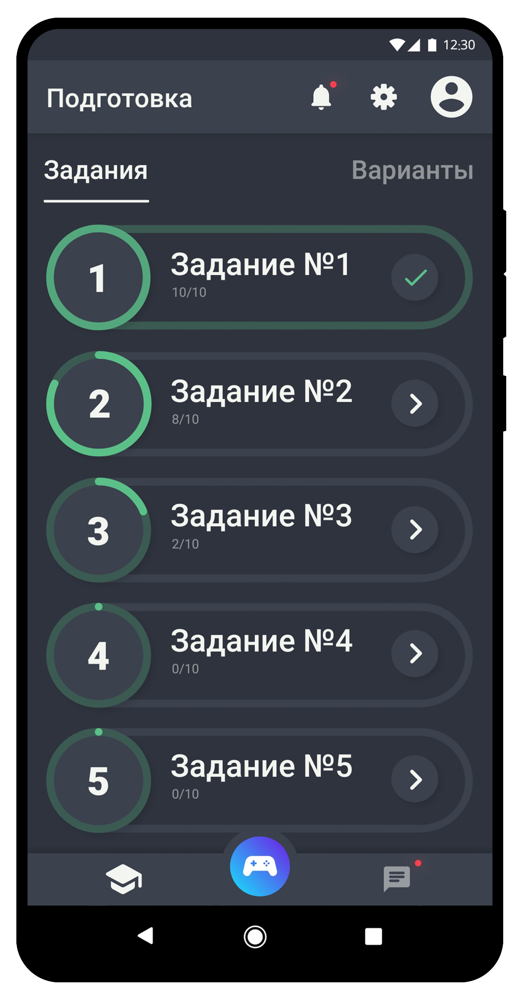 12:30
Подготовка
Задания
Варианты
1
Задание №1
10/10
2
Задание №2
8/10
3
Задание №3
2/10
4
Задание №4
0/10
5
Задание №5
0/10